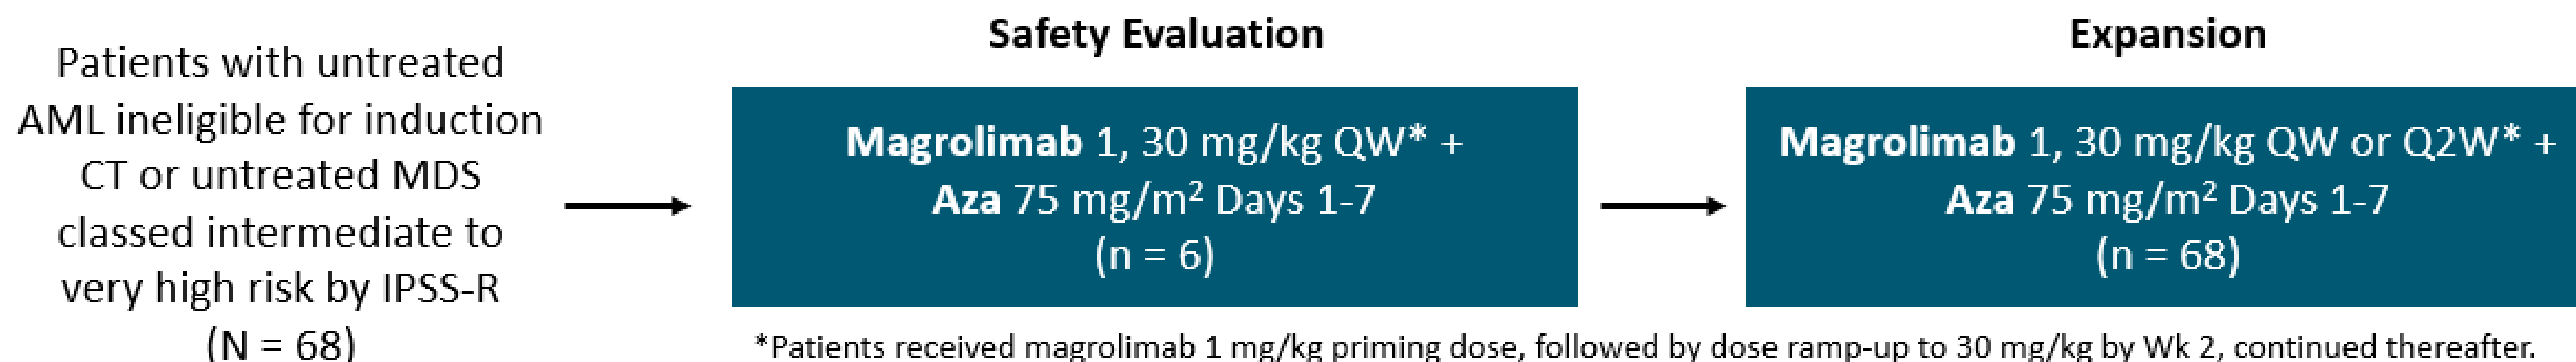 Patients with untreated
AML ineligible for induction
CT or untreated MDS
classed intermediate to
very high risk by IPSS-R
(N = 68)
Safety Evaluation
Magrolimab 1, 30 mg/kg QW* +
Aza 75 mg/m² Days 1-7
(n = 6)
Expansion
Magrolimab 1, 30 mg/kg QW or Q2W* +
Aza 75 mg/m² Days 1-7
(n = 68)
*Patients received magrolimab 1 mg/kg priming dose, followed by dose ramp-up to 30 mg/kg by Wk 2, continued thereafter.